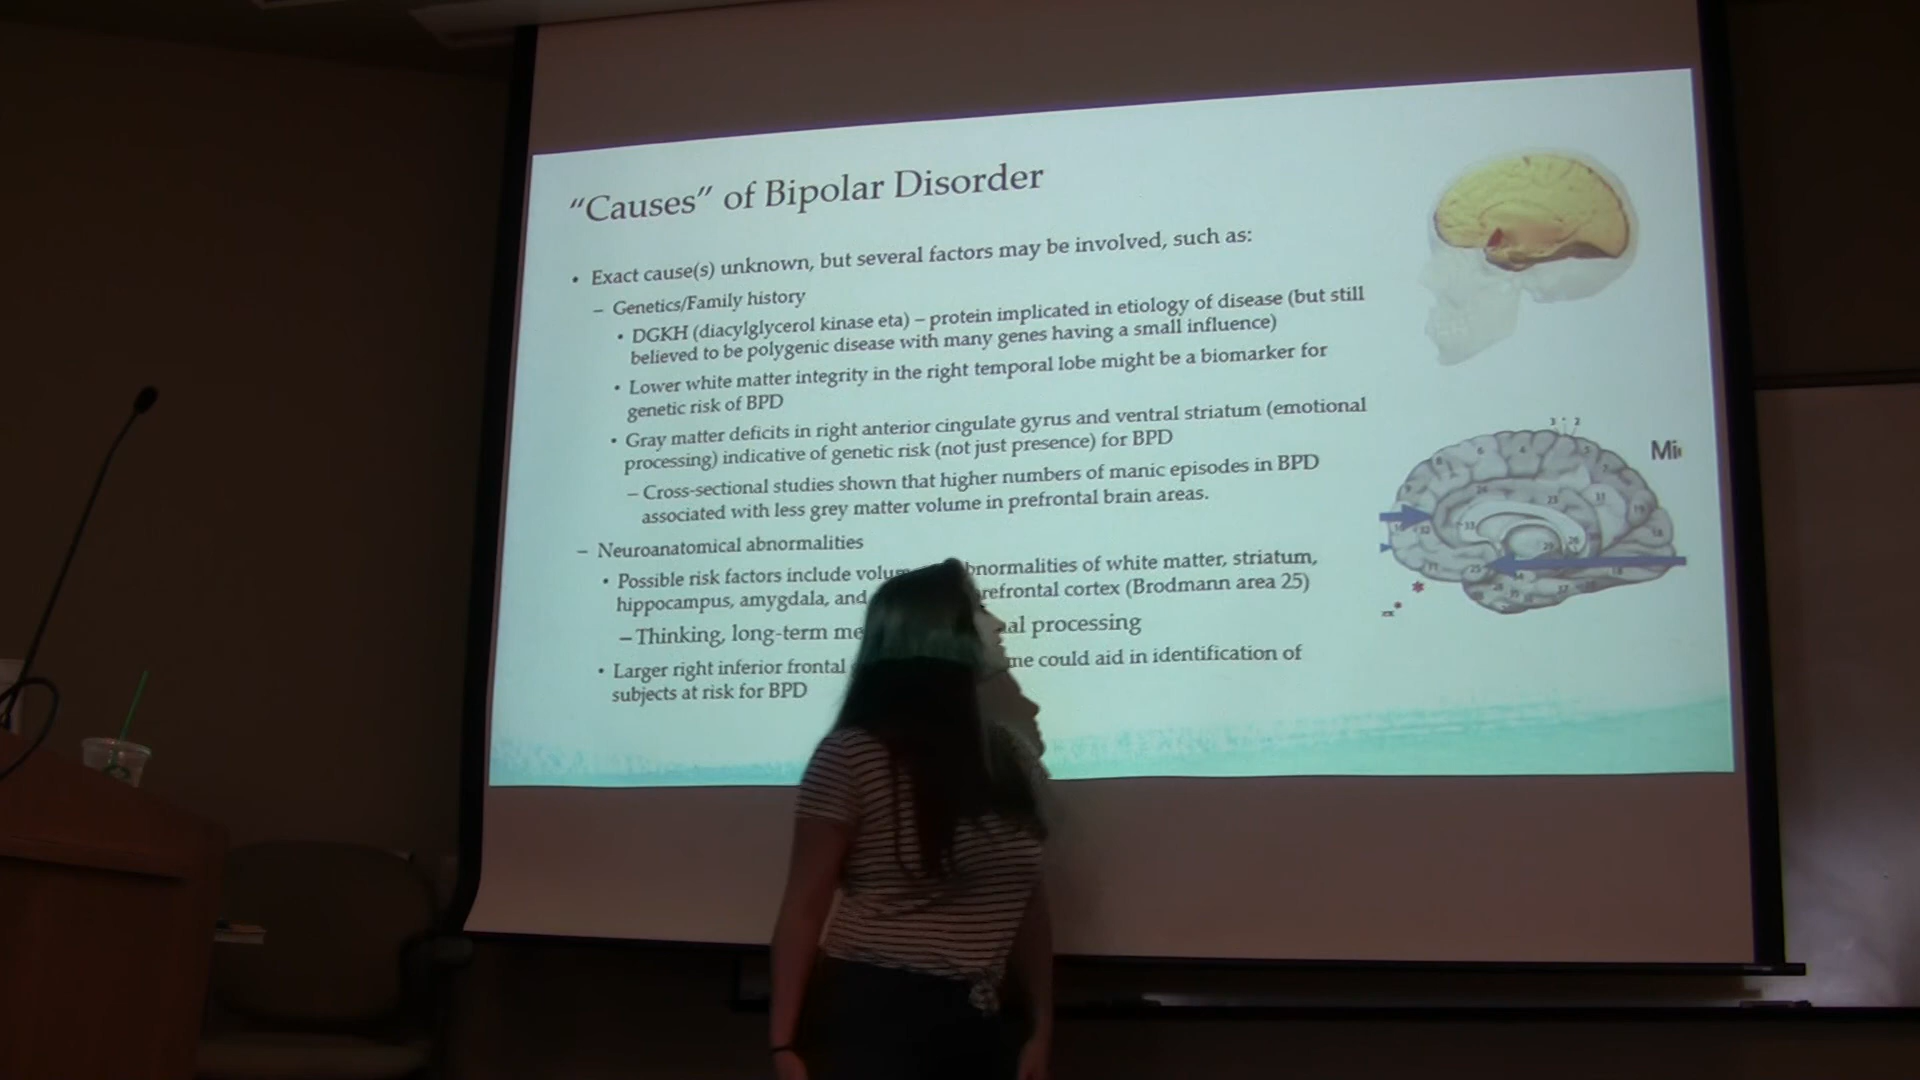 "Causes" of Bipolar Disorder
• Exact cause(s) unknown, but several factors may be involved, such as:
– Genetics/Family history
• DGKH (diacylglycerol kinase eta) – protein implicated in etiology of disease (but still
believed to be polygenic disease with many genes having a small influence)
• Lower white matter integrity in the right temporal lobe might be a biomarker for
genetic risk of BPD
• Gray matter deficits in right anterior cingulate gyrus and ventral striatum (emotional
processing) indicative of genetic risk (not just presence) for BPD
– Cross-sectional studies shown that higher numbers of manic episodes in BPD
associated with less grey matter volume in prefrontal brain areas.
– Neuroanatomical abnormalities
• Possible risk factors include of white matter, striatum,
hippocampus, amygdala, and cortex (Brodmann area 25)
– Thinking, long-term processing
• Larger right inferior frontal could aid in identification of
subjects at risk for BPD